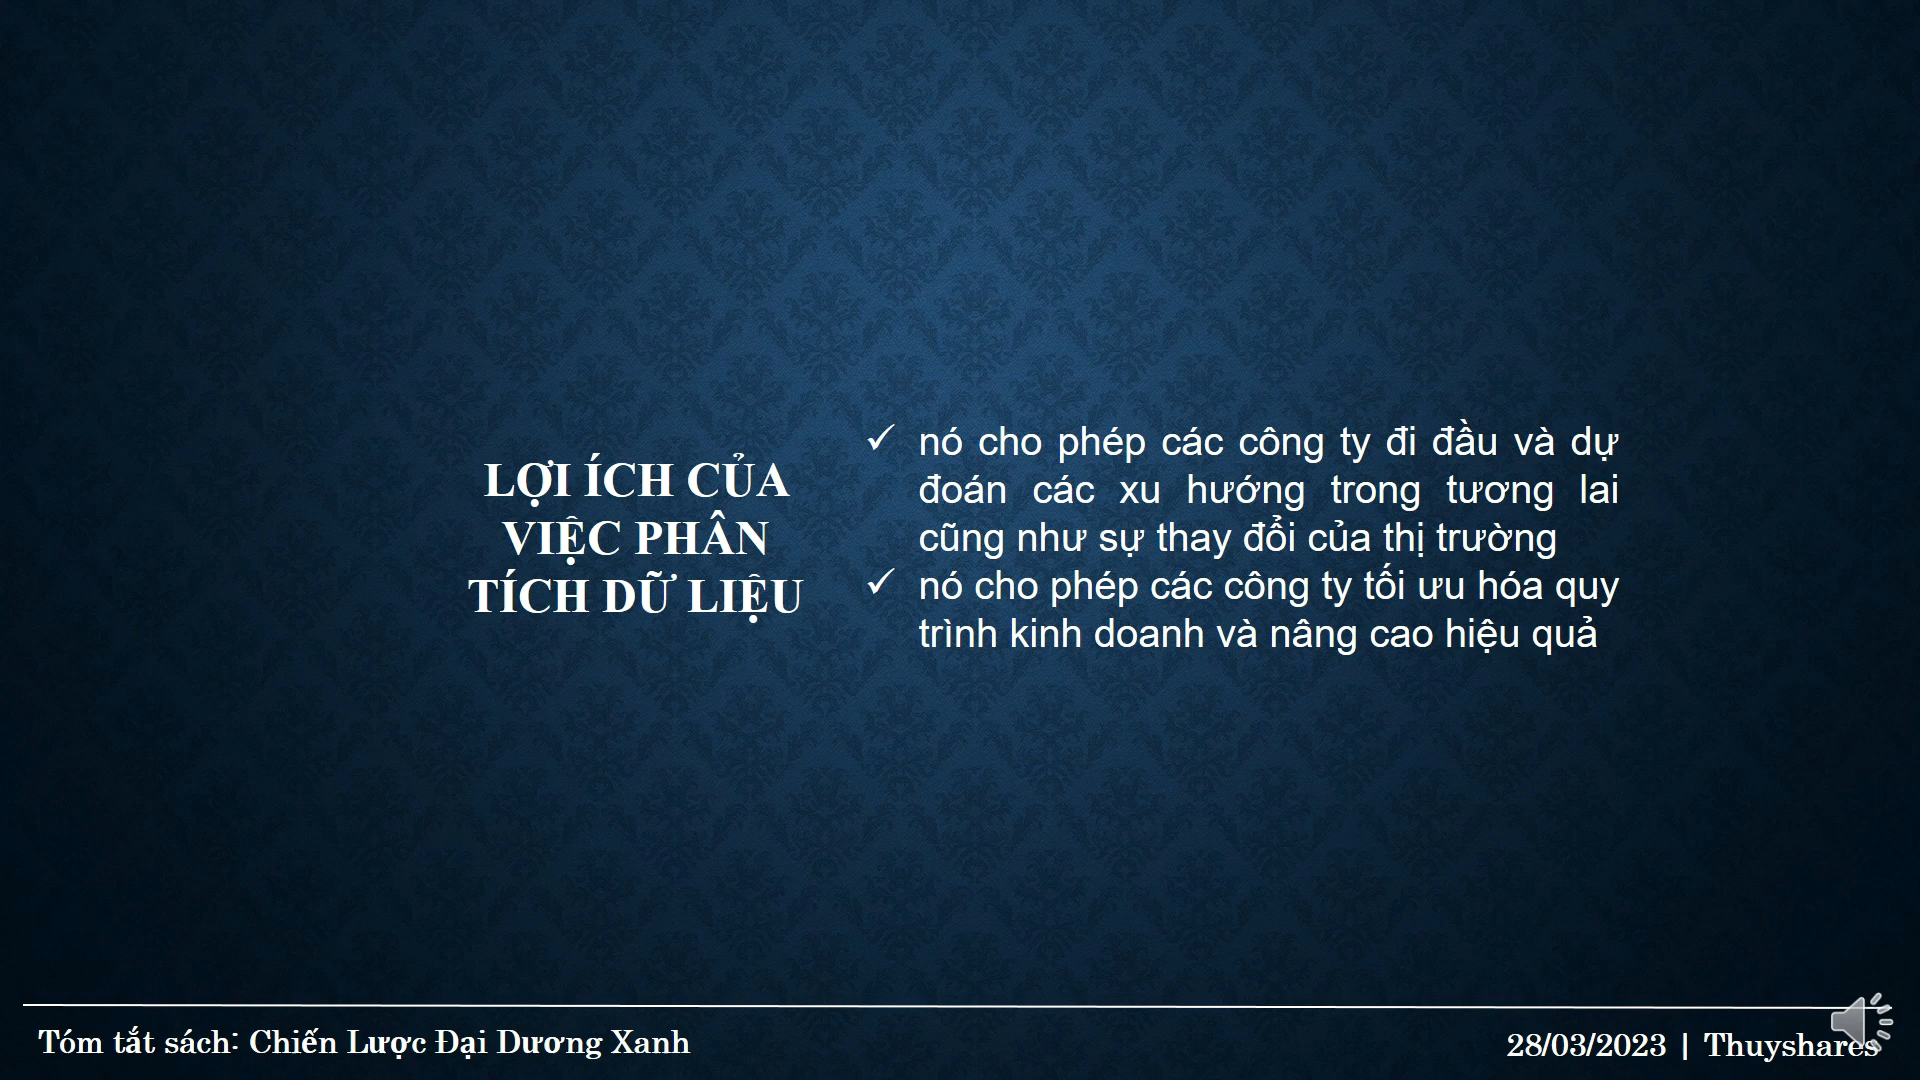 LỢI ÍCH CỦA
VIỆC PHÂN
TÍCH DỮ LIỆU
✓ nó cho phép các công ty đi đầu và dự
đoán các xu hướng trong tương lai
cũng như sự thay đổi của thị trường
✓ nó cho phép các công ty tối ưu hóa quy
trình kinh doanh và nâng cao hiệu quả
Tóm tắt sách: Chiến Lược Đại Dương Xanh
28/03/2023 | Thuyshares